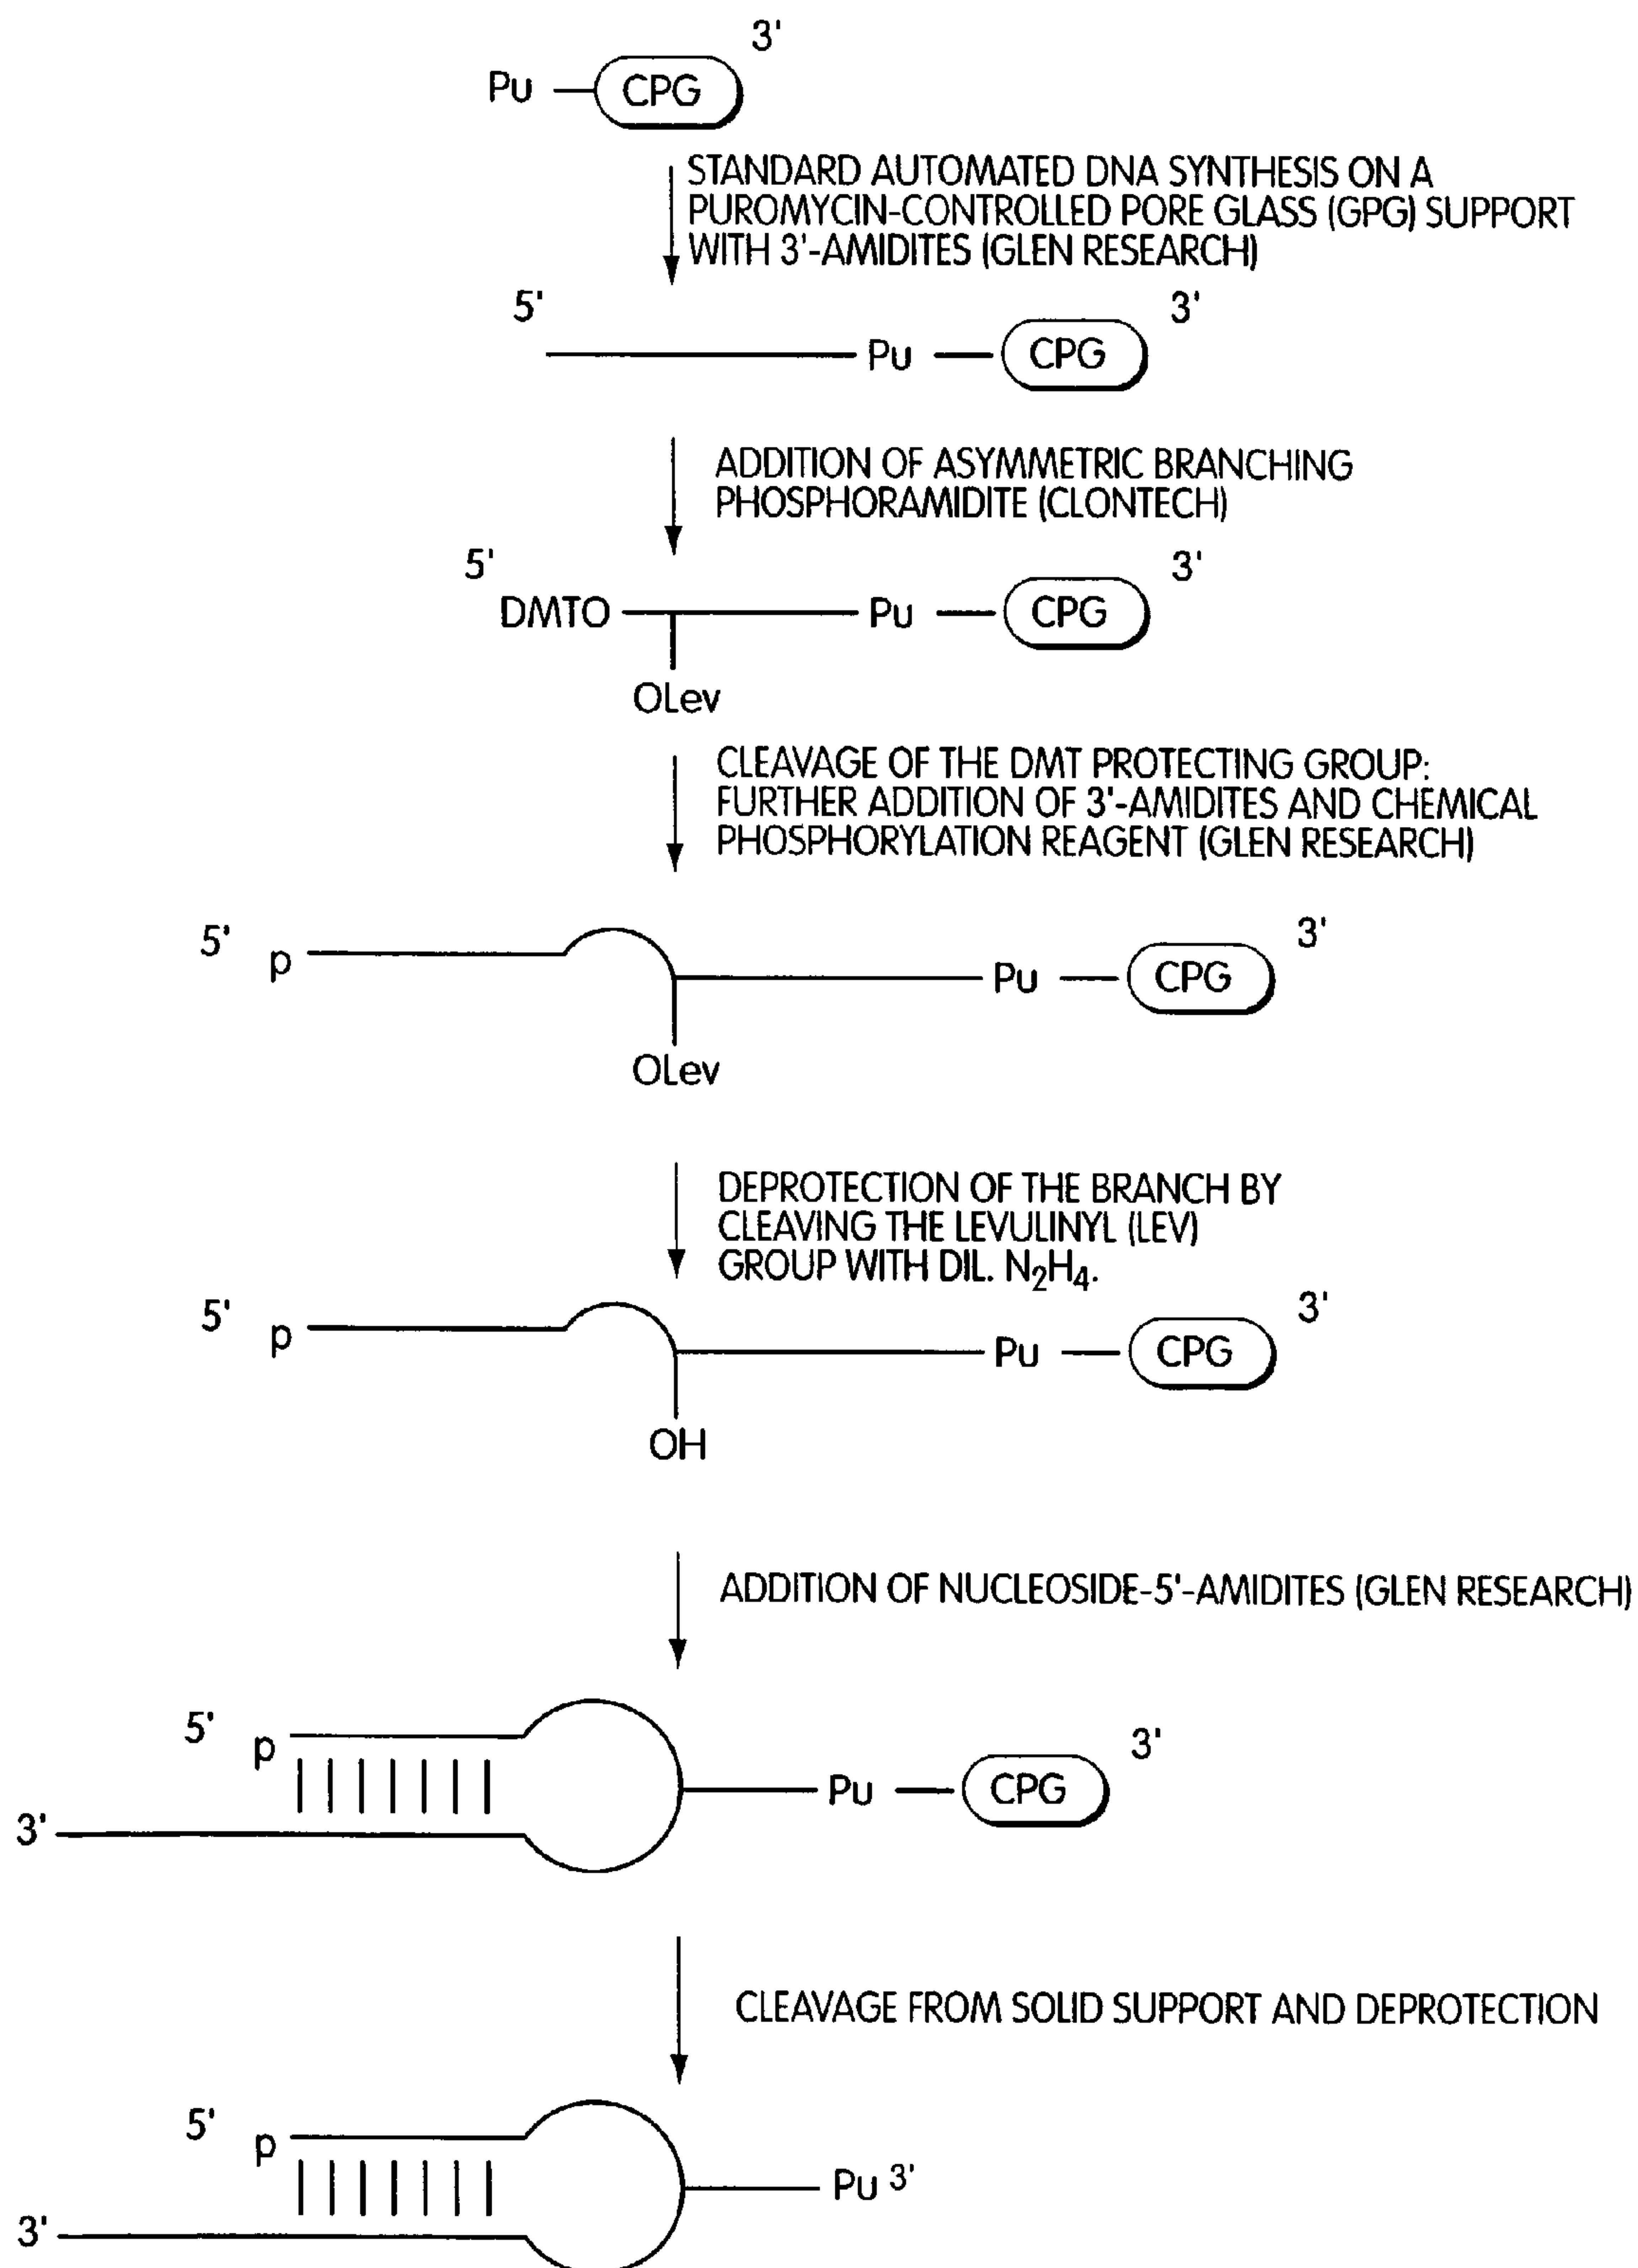 3'
Pu CPG
STANDARD AUTOMATED DNA SYNTHESIS ON A
PUROMYCIN-CONTROLLED PORE GLASS (GPG) SUPPORT
WITH 3'-AMIDITES (GLEN RESEARCH)
5' 3'
Pu CPG
ADDITION OF ASYMMETRIC BRANCHING
PHOSPHORAMIDITE (CLONTECH)
5' 3'
DMTO Pu CPG
OLev
CLEAVAGE OF THE DMT PROTECTING GROUP:
FURTHER ADDITION OF 3'-AMIDITES AND CHEMICAL
PHOSPHORYLATION REAGENT (GLEN RESEARCH)
5' 3'
p Pu CPG
OLev
DEPROTECTION OF THE BRANCH BY
CLEAVING THE LEVULINYL (LEV)
GROUP WITH DIL. N₂H₄.
5' 3'
p Pu CPG
OH
ADDITION OF NUCLEOSIDE-5'-AMIDITES (GLEN RESEARCH)
5' 3'
p Pu CPG
3'
CLEAVAGE FROM SOLID SUPPORT AND DEPROTECTION
5'
p Pu 3'
3'